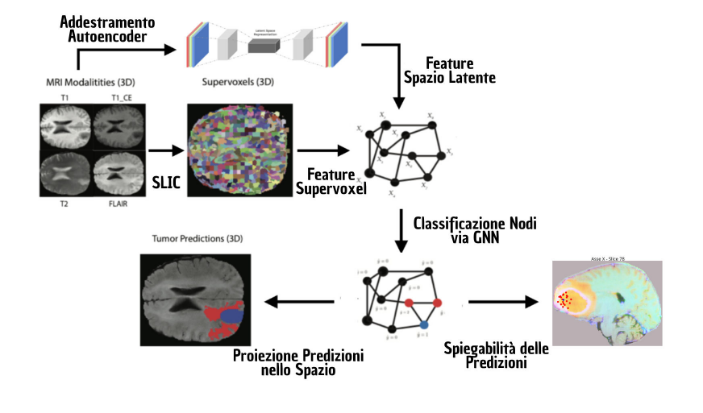 Addestramento
Autoencoder
Latent Space
Representation
Feature
Spazio Latente
MRI Modalitities (3D)
Supervoxels (3D)
T1
T1_CE
SLIC
Feature
Supervoxel
T2
FLAIR
Classificazione Nodi
via GNN
Tumor Predictions (3D)
Asse X - Slice 76
Proiezione Predizioni
nello Spazio
Spiegabilità delle
Predizioni